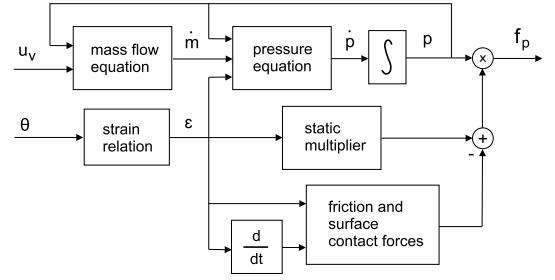 u_v
mass flow
equation
ṁ
pressure
equation
ṗ
∫
p
x
f_p
θ
strain
relation
ε
static
multiplier
+
-
friction and
surface
contact forces
d
dt